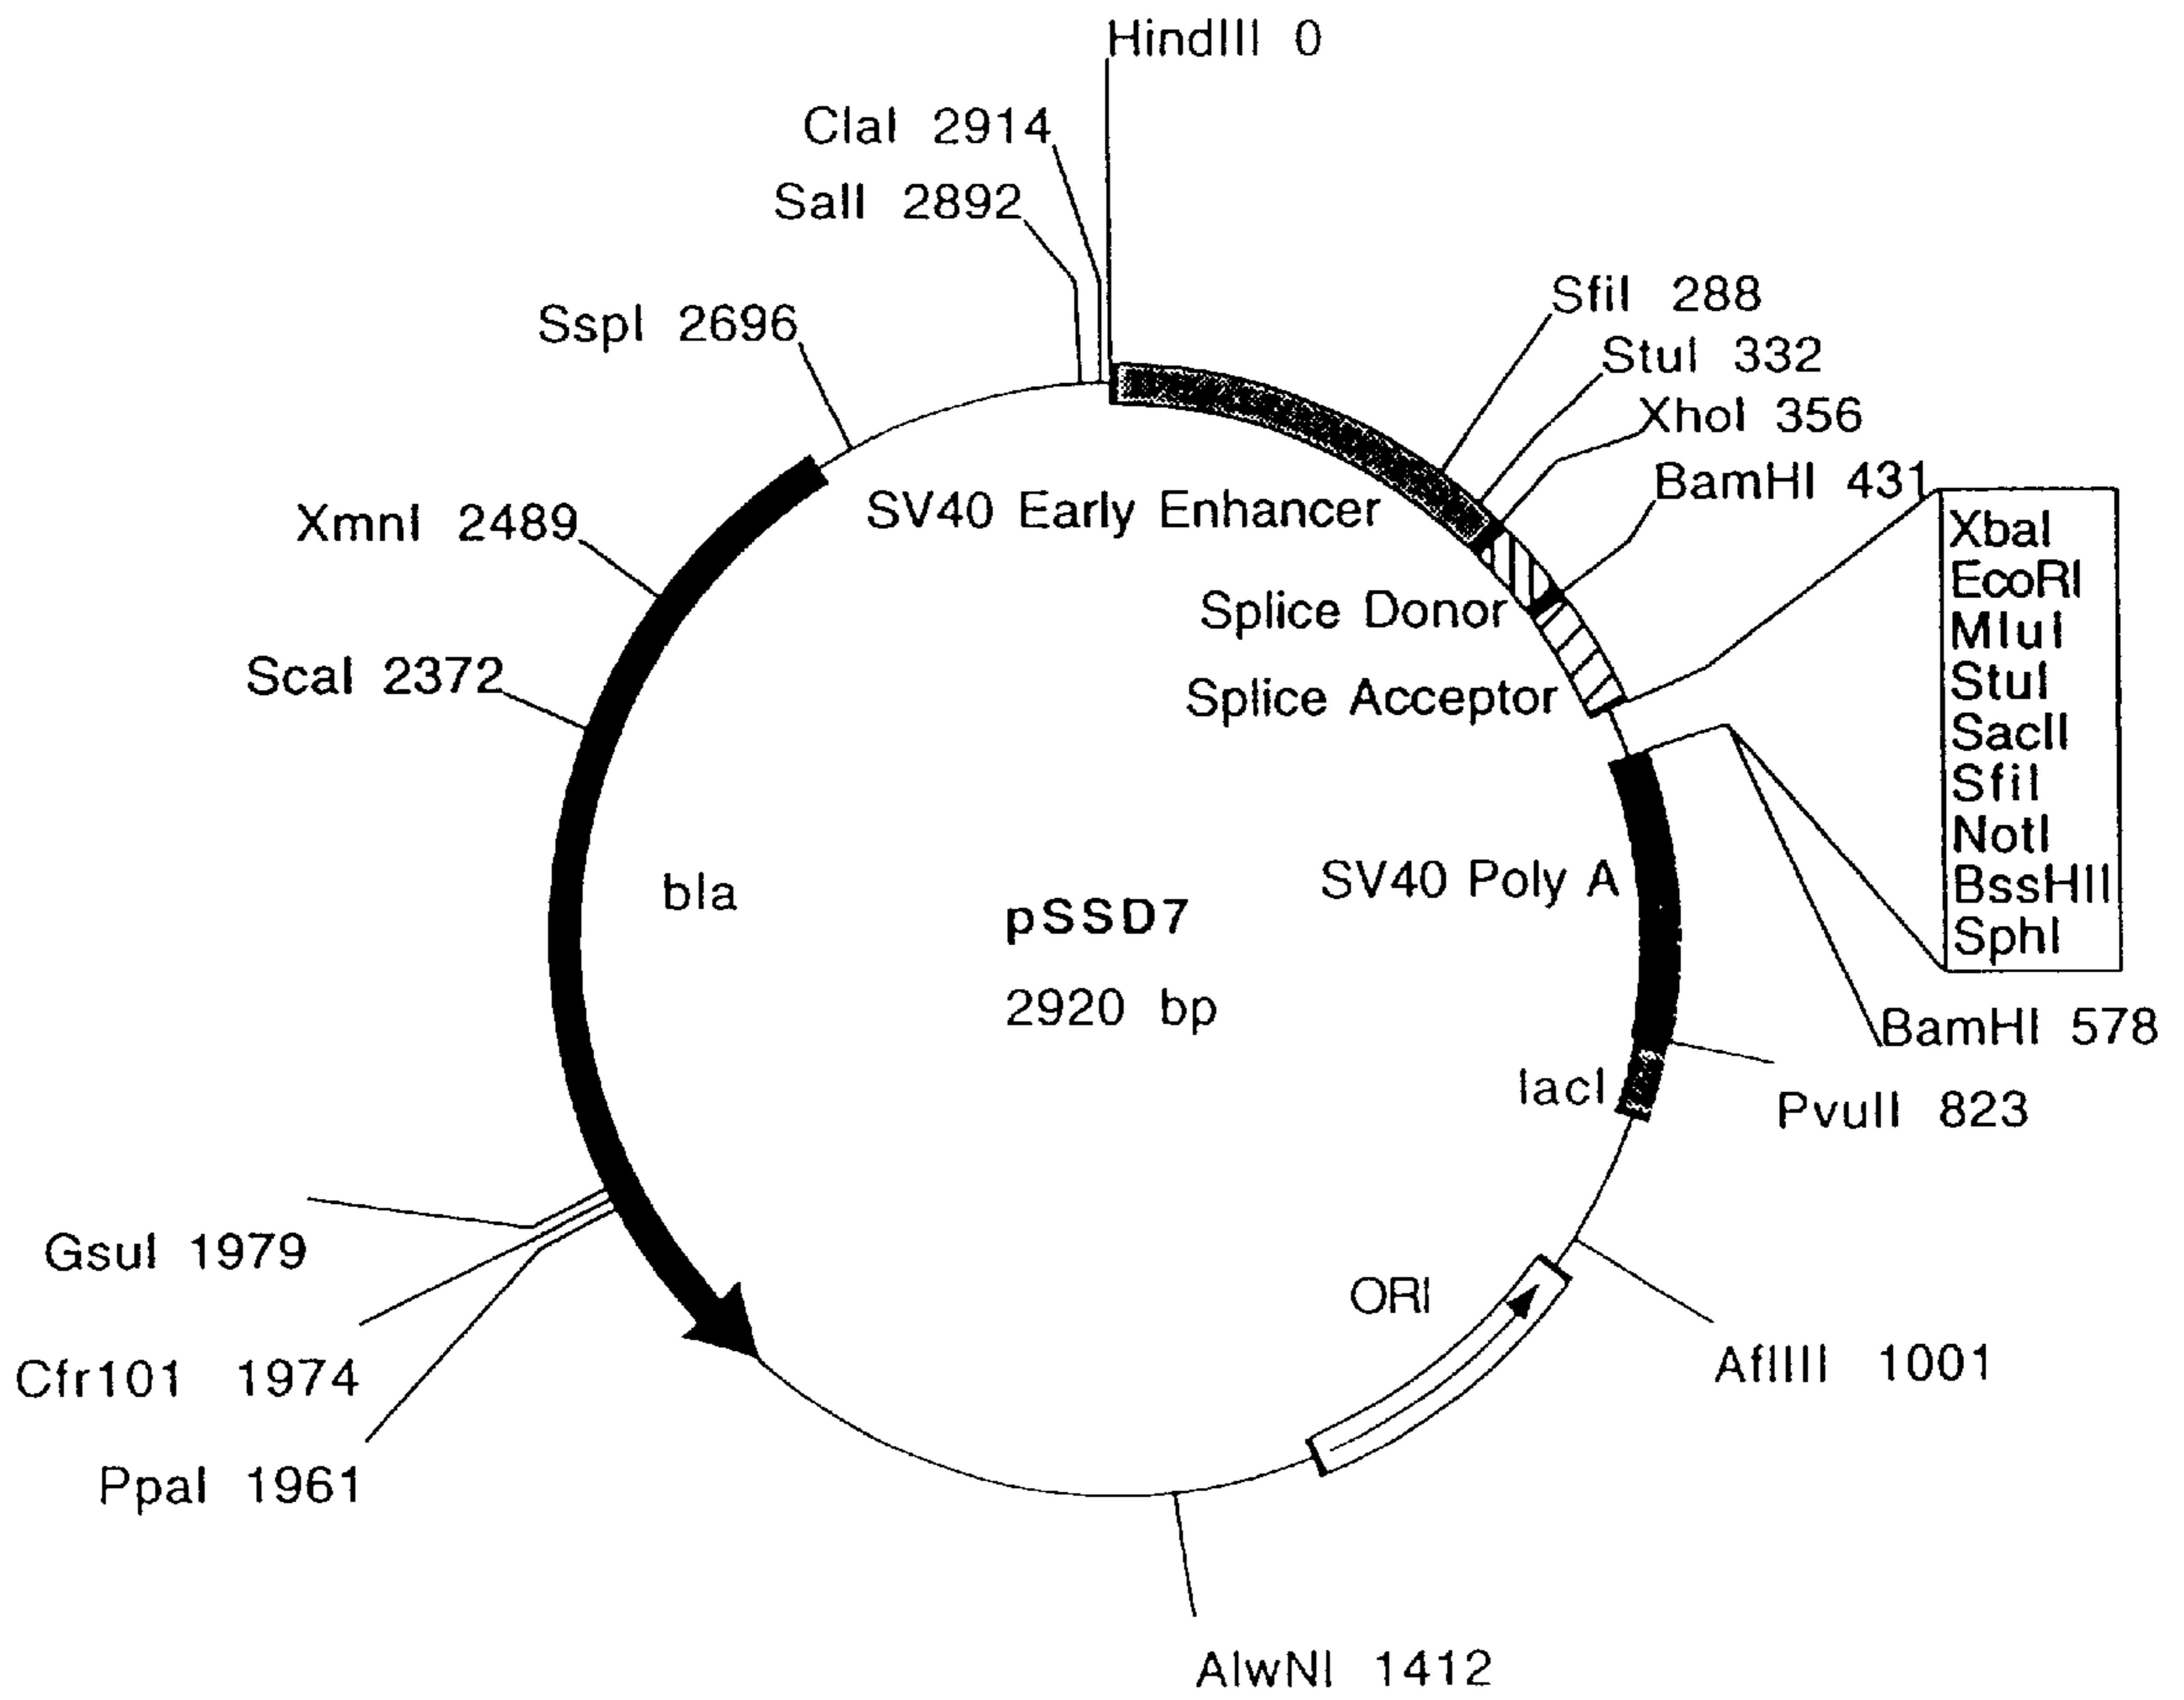 HindIII 0
ClaI 2914
SalI 2892
SspI 2696
SfiI 288
StuI 332
XhoI 356
BamHI 431
XmnI 2489
SV40 Early Enhancer
XbaI
EcoRI
MluI
StuI
SacII
SfiI
NotI
BssHII
SphI
Splice Donor
ScaI 2372
Splice Acceptor
bla
SV40 Poly A
pSSD7
2920 bp
BamHI 578
lacI
PvuII 823
GsuI 1979
ORI
Cfr101 1974
AflIII 1001
PpaI 1961
AlwNI 1412